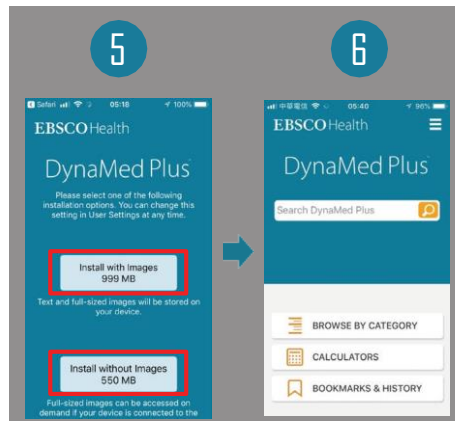 5
Safari 05:18 100%
EBSCO Health
DynaMed Plus
Please select one of the following
installation options. You can change this
setting in User Settings at any time.
Install with Images
999 MB
Text and full-sized images will be stored on
your device.
Install without Images
550 MB
Full-sized images can be accessed on
demand if your device is connected to the
6
中華電信 05:40 96%
EBSCO Health
DynaMed Plus
Search DynaMed Plus
BROWSE BY CATEGORY
CALCULATORS
BOOKMARKS & HISTORY